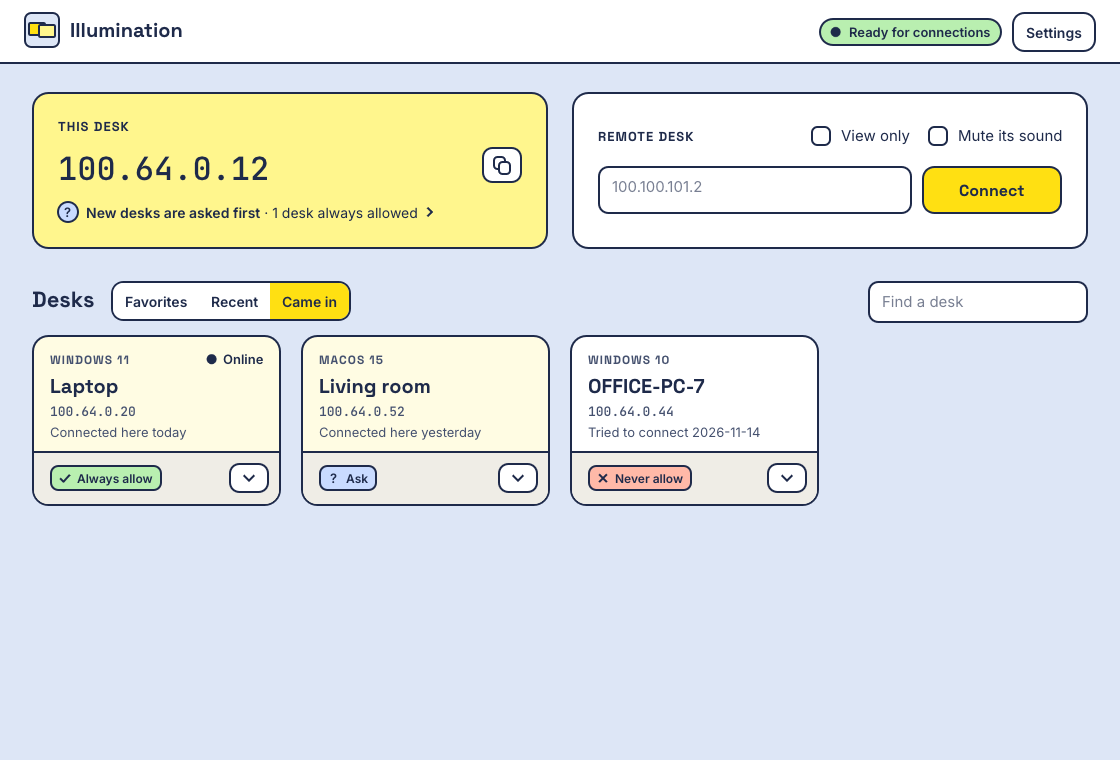 Illumination
Ready for connections
Settings
THIS DESK
100.64.0.12
? New desks are asked first · 1 desk always allowed
REMOTE DESK
View only
Mute its sound
100.100.101.2
Connect
Desks
Favorites
Recent
Came in
Find a desk
WINDOWS 11
Online
Laptop
100.64.0.20
Connected here today
Always allow
MACOS 15
Living room
100.64.0.52
Connected here yesterday
? Ask
WINDOWS 10
OFFICE-PC-7
100.64.0.44
Tried to connect 2026-11-14
Never allow